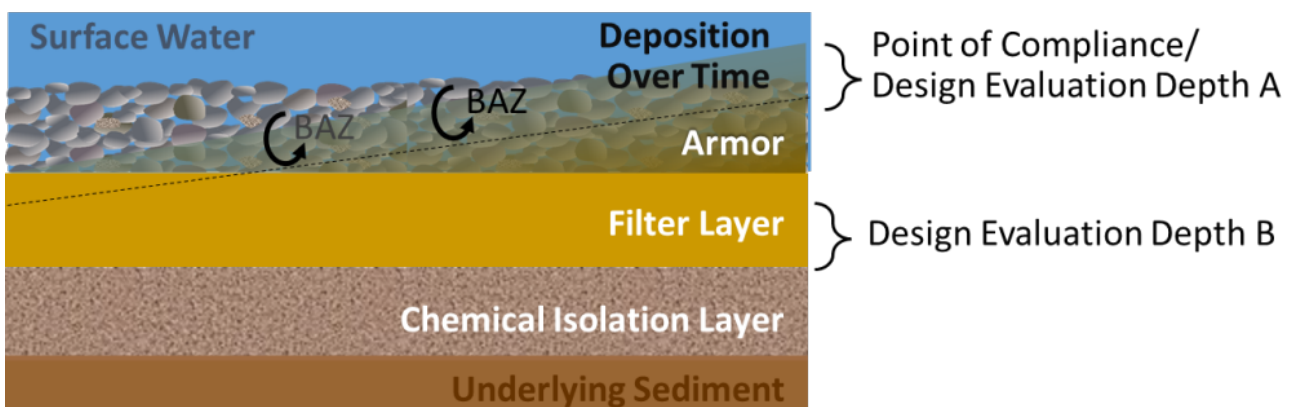 Surface Water
Deposition
Over Time
BAZ
BAZ
Armor
Filter Layer
Chemical Isolation Layer
Underlying Sediment
Point of Compliance/
Design Evaluation Depth A
Design Evaluation Depth B